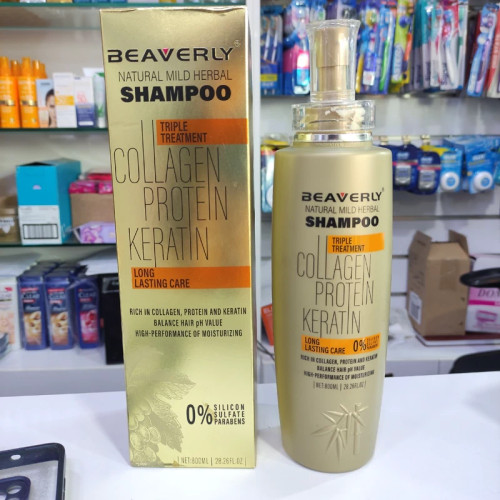 BEAVERLY
NATURAL MILD HERBAL
SHAMPOO
TRIPLE
TREATMENT
COLLAGEN
PROTEIN
KERATIN
LONG
LASTING CARE
RICH IN COLLAGEN, PROTEIN AND KERATIN
BALANCE HAIR pH VALUE
HIGH-PERFORMANCE OF MOISTURIZING
0% SILICON
SULFATE
PARABENS
NET:800ML | 28.26FL.OZ
BEAVERLY
NATURAL MILD HERBAL
SHAMPOO
TRIPLE
TREATMENT
COLLAGEN
PROTEIN
KERATIN
LONG
LASTING CARE
0%
RICH IN COLLAGEN, PROTEIN AND KERATIN
BALANCE HAIR pH VALUE
HIGH-PERFORMANCE OF MOISTURIZING
NET:800ML | 28.26FL.OZ
CLEAR
CLEAR